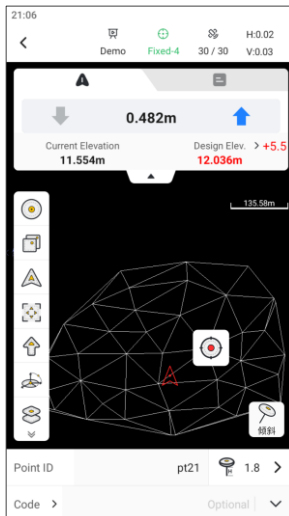 21:06
Demo
Fixed-4
30 / 30
H:0.02
V:0.03
0.482m
Current Elevation
11.554m
Design Elev. > +5.5
12.036m
135.58m
傾斜
Point ID pt21 1.8
Code Optional